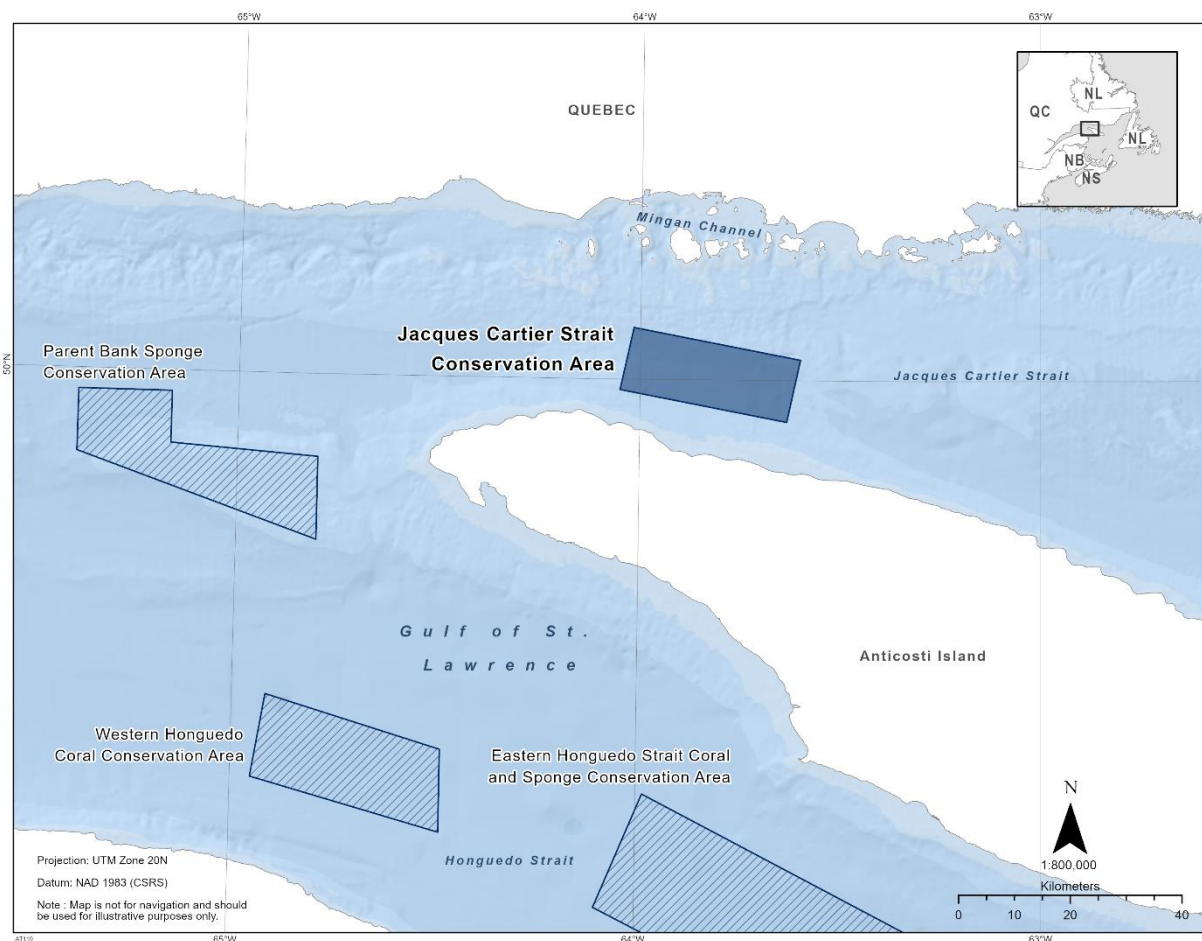 65°W
64°W
63°W
QUEBEC
QC
NL
NL
NB
NS
Mingan Channel
50°N
50°N
Jacques Cartier Strait
Conservation Area
Parent Bank Sponge
Conservation Area
Jacques Cartier Strait
Gulf of St.
Lawrence
Anticosti Island
Western Honguedo
Coral Conservation Area
Eastern Honguedo Strait Coral
and Sponge Conservation Area
Honguedo Strait
N
1:800,000
Kilometers
0 10 20 40
Projection: UTM Zone 20N
Datum: NAD 1983 (CSRS)
Note : Map is not for navigation and should
be used for illustrative purposes only.
65°W
64°W
63°W